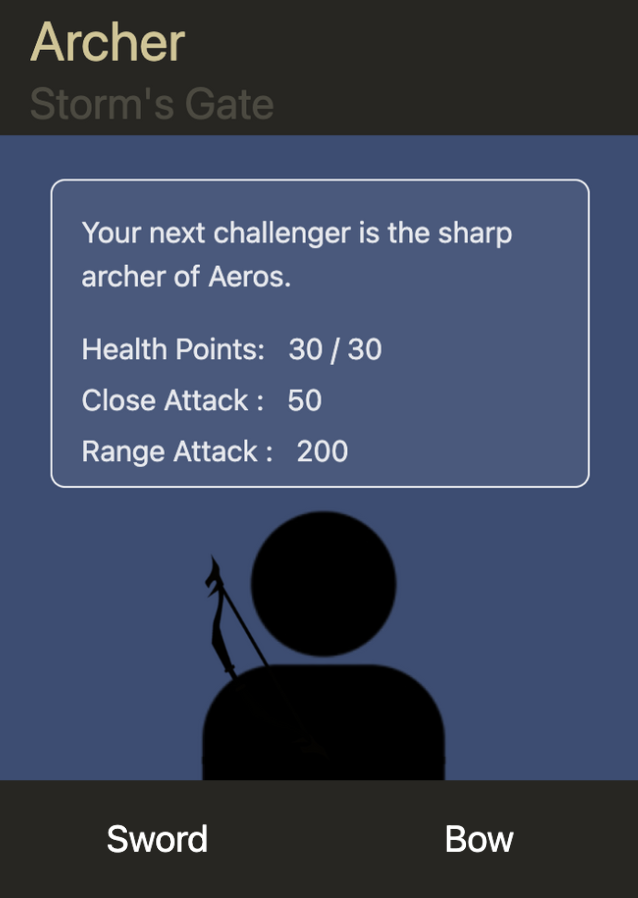 Archer
Storm's Gate
Your next challenger is the sharp
archer of Aeros.
Health Points: 30 / 30
Close Attack : 50
Range Attack : 200
Sword Bow